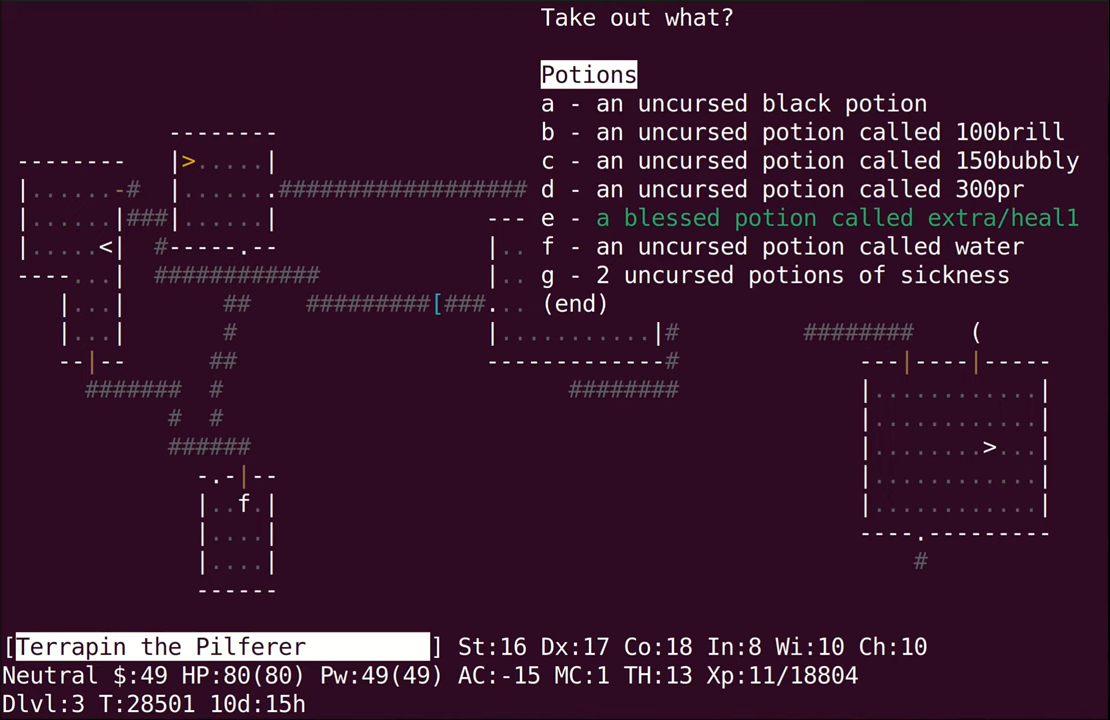 Take out what?
Potions
a - an uncursed black potion
b - an uncursed potion called 100brill
c - an uncursed potion called 150bubbly
d - an uncursed potion called 300pr
e - a blessed potion called extra/heal1
f - an uncursed potion called water
g - 2 uncursed potions of sickness
(end)
[Terrapin the Pilferer ] St:16 Dx:17 Co:18 In:8 Wi:10 Ch:10
Neutral $:49 HP:80(80) Pw:49(49) AC:-15 MC:1 TH:13 Xp:11/18804
Dlvl:3 T:28501 10d:15h